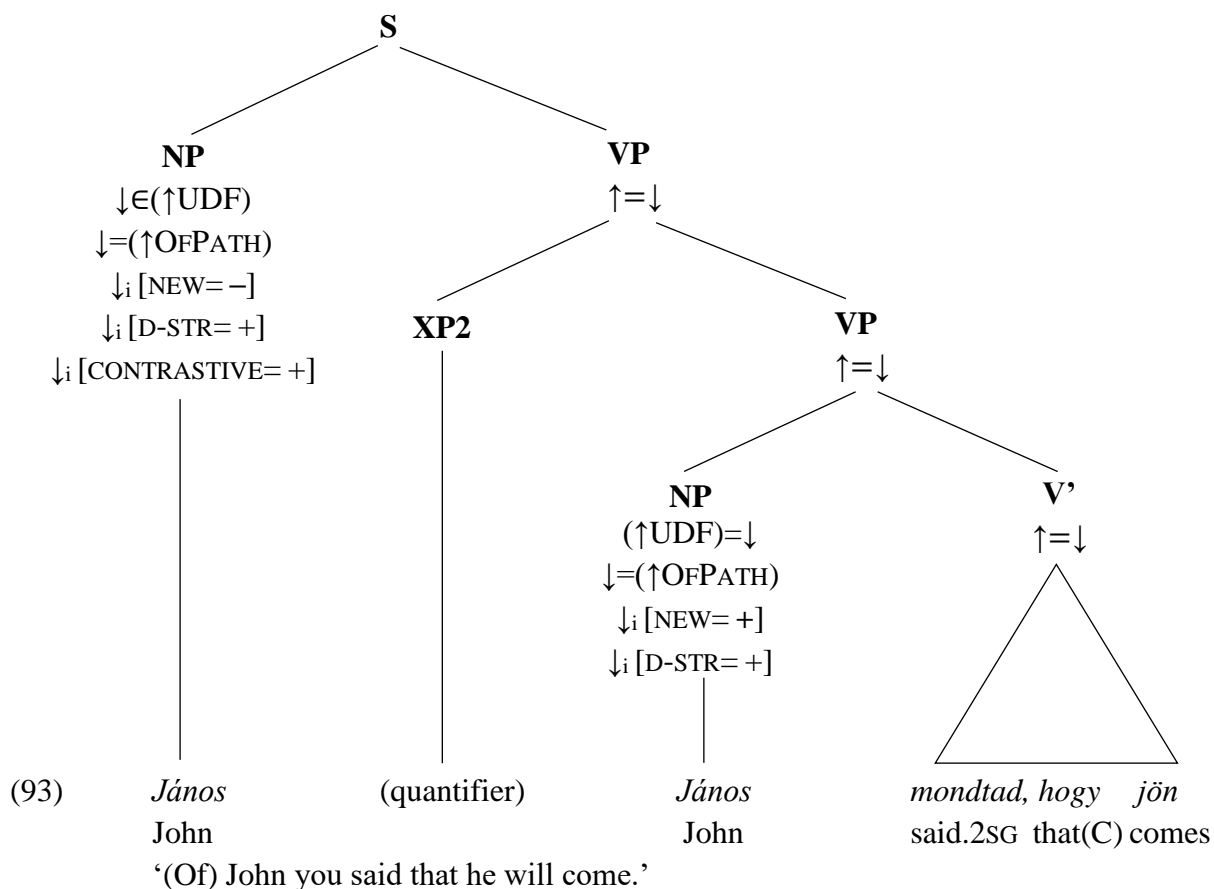 S
NP VP
↓∈(↑UDF) ↑=↓
↓=(↑OFPATH)
↓i [NEW= –]
↓i [D-STR= +] XP2 VP
↓i [CONTRASTIVE= +] ↑=↓
NP V’
(↑UDF)=↓ ↑=↓
↓=(↑OFPATH)
↓i [NEW= +]
↓i [D-STR= +]
(93) János (quantifier) János mondtad, hogy jön
John John said.2SG that(C) comes
‘(Of) John you said that he will come.’